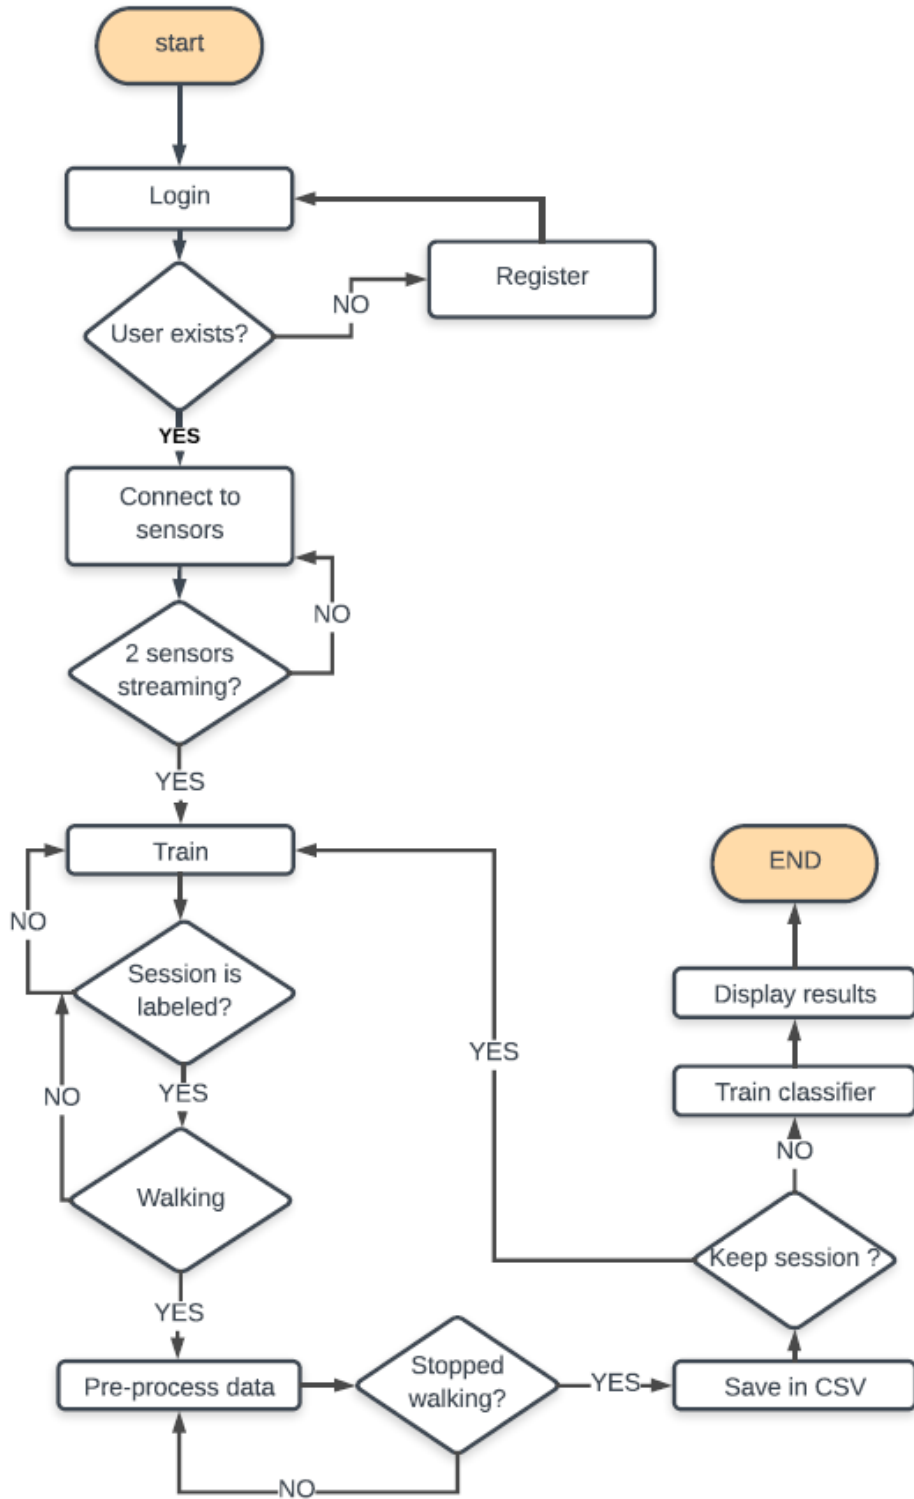 start
Login
Register
NO
User exists?
YES
Connect to
sensors
NO
2 sensors
streaming?
YES
Train
END
NO
Session is
labeled?
Display results
YES
NO
YES
Train classifier
NO
Walking
Keep session ?
YES
Stopped
walking?
Pre-process data
YES
Save in CSV
NO